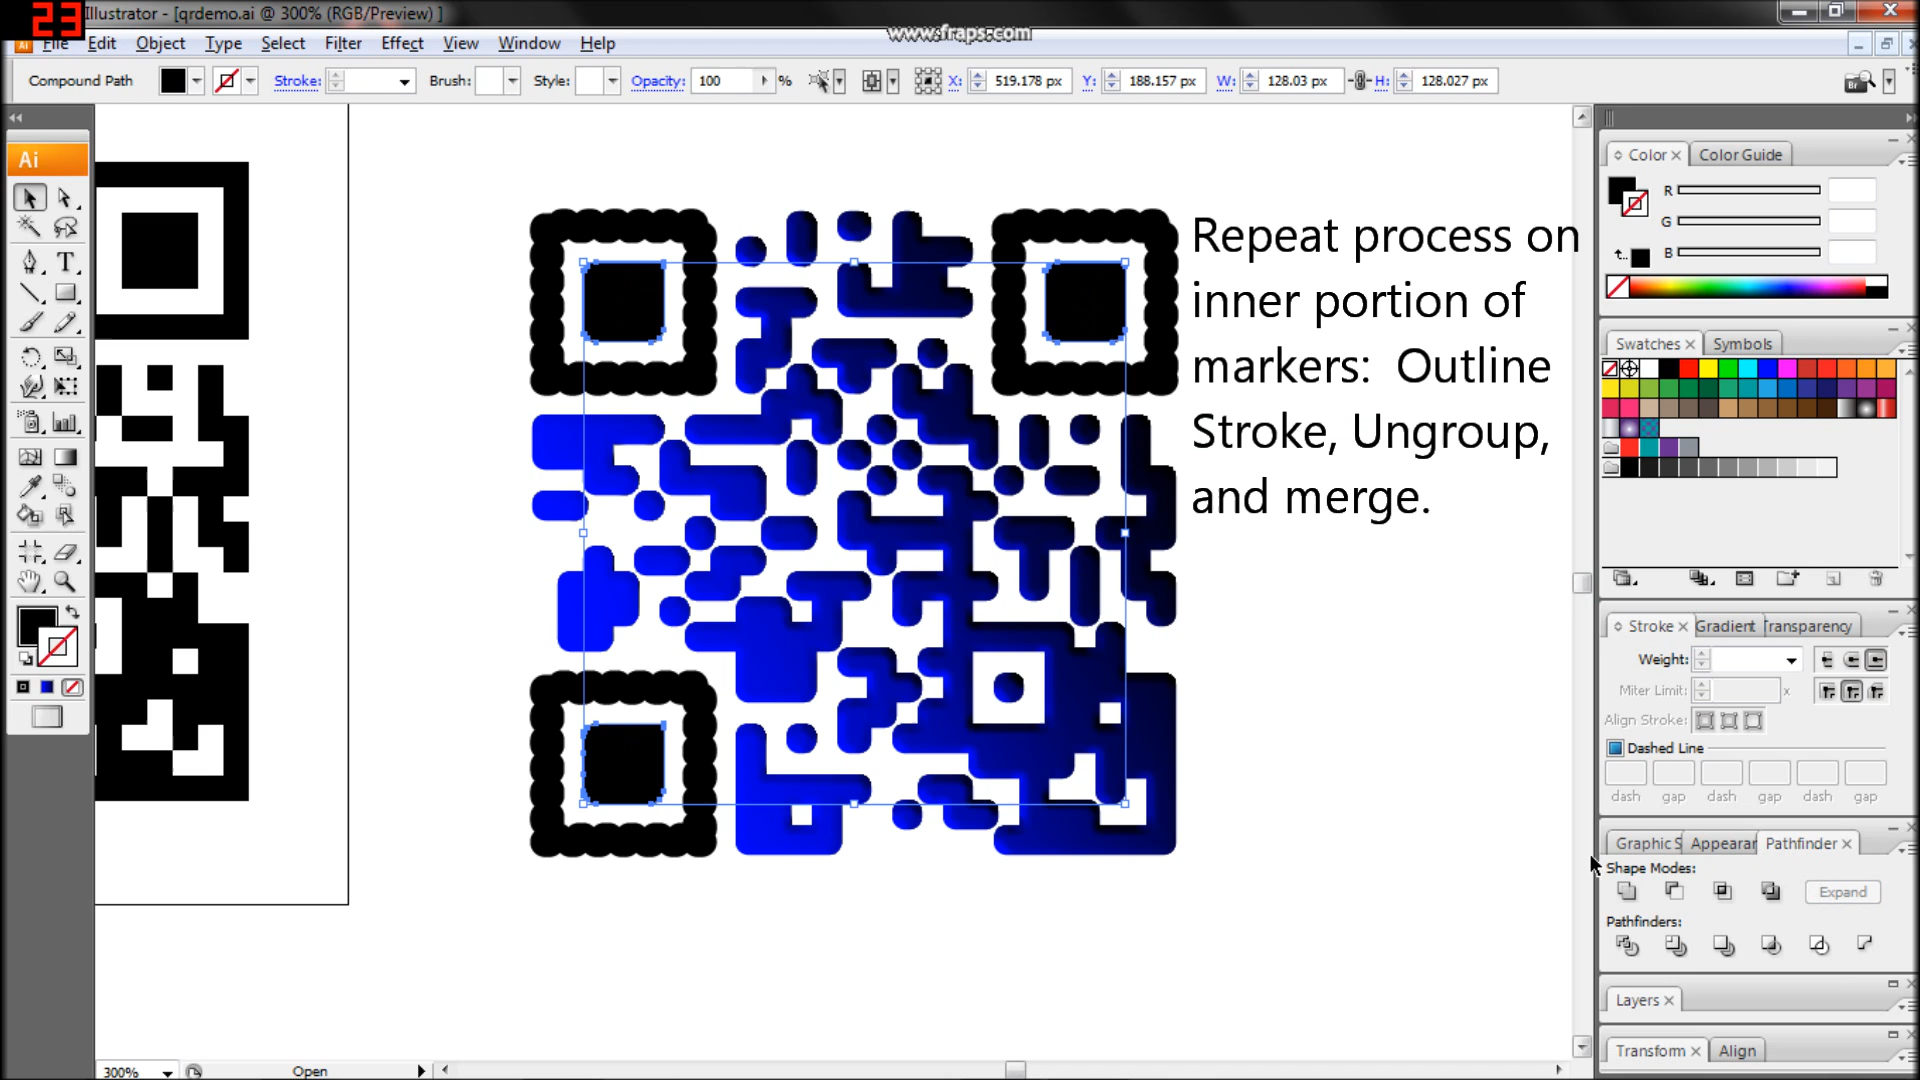 23
Illustrator - [qrdemo.ai @ 300% (RGB/Preview) ]
www.fraps.com
File Edit Object Type Select Filter Effect View Window Help
Compound Path Stroke: Brush: Style: Opacity: 100 % X: 519.178 px Y: 188.157 px W: 128.03 px H: 128.027 px
Ai
Color Color Guide
R
G
B
Repeat process on
inner portion of
markers: Outline
Stroke, Ungroup,
and merge.
Swatches Symbols
Stroke Gradient Transparency
Weight:
Miter Limit: x
Align Stroke:
Dashed Line
dash gap dash gap dash gap
Graphic S Appearar Pathfinder
Shape Modes:
Expand
Pathfinders:
Layers
Transform Align
300% Open